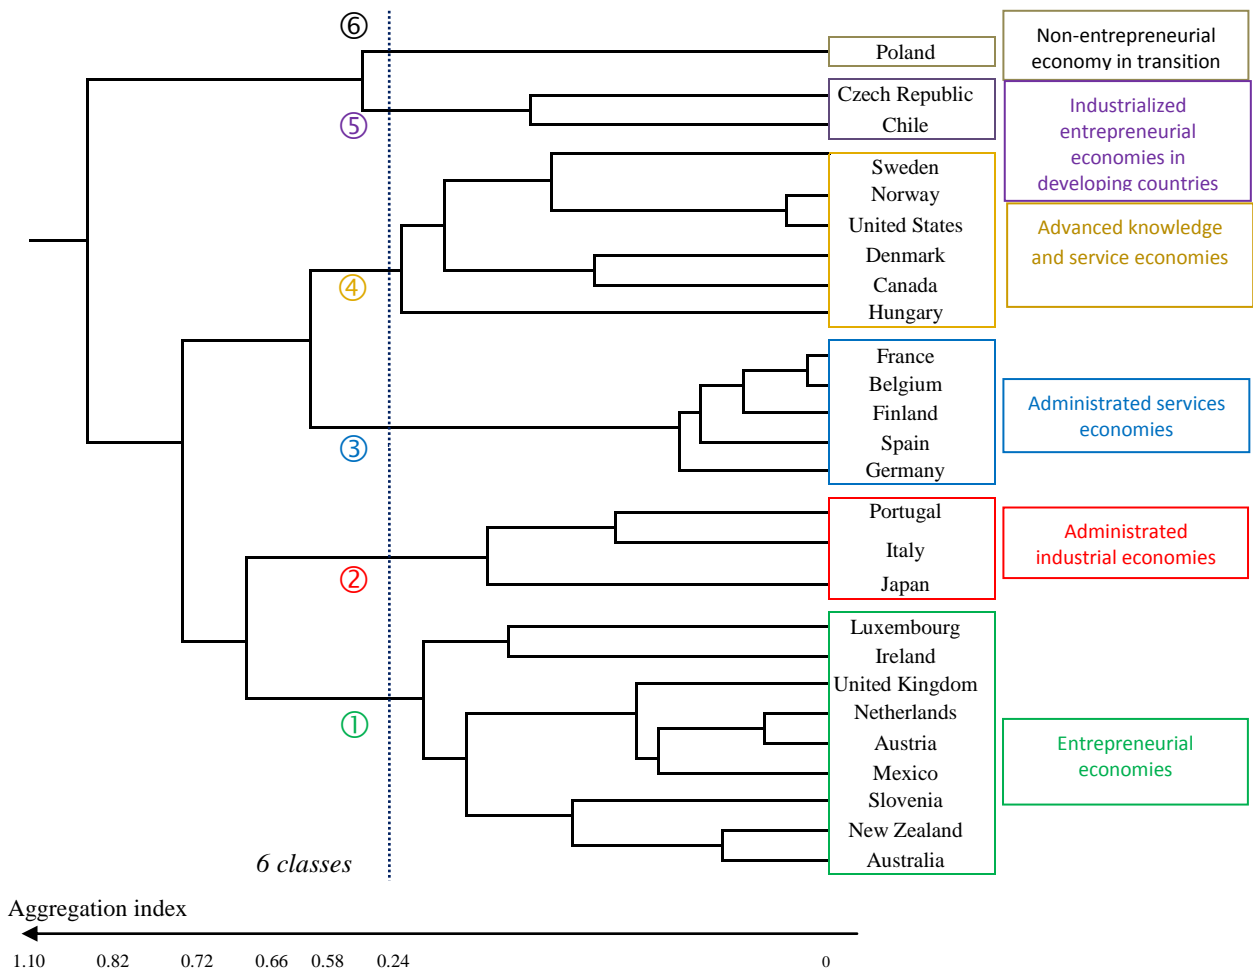 ⑥
Poland
Non-entrepreneurial
economy in transition
⑤
Czech Republic
Chile
Industrialized
entrepreneurial
economies in
developing countries
④
Sweden
Norway
United States
Denmark
Canada
Hungary
Advanced knowledge
and service economies
③
France
Belgium
Finland
Spain
Germany
Administrated services
economies
②
Portugal
Italy
Japan
Administrated
industrial economies
①
Luxembourg
Ireland
United Kingdom
Netherlands
Austria
Mexico
Slovenia
New Zealand
Australia
Entrepreneurial
economies
6 classes
Aggregation index
1.10 0.82 0.72 0.66 0.58 0.24 0